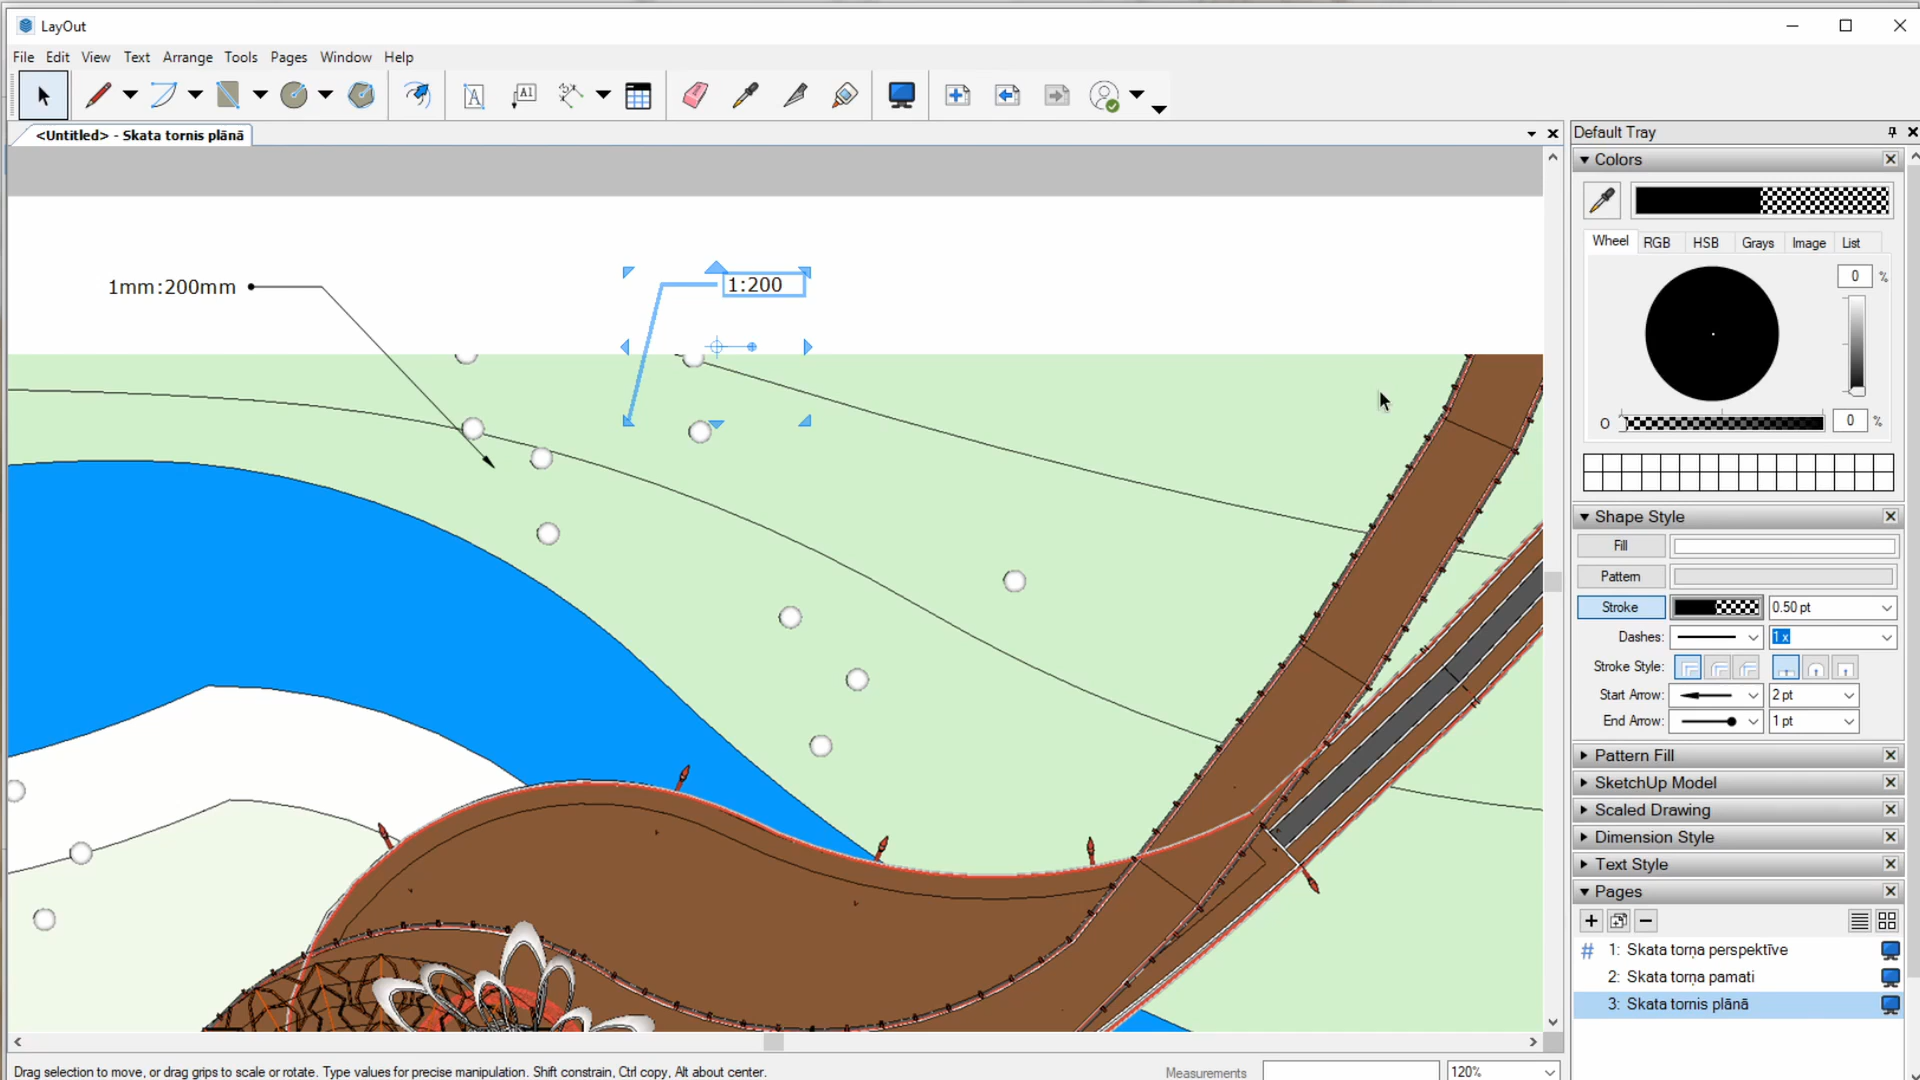 LayOut
File Edit View Text Arrange Tools Pages Window Help
A A1
<Untitled> - Skata tornis plānā
Default Tray
Colors
Wheel RGB HSB Grays Image List
0 %
O 0 %
1mm:200mm
1:200
Shape Style
Fill
Pattern
Stroke 0.50 pt
Dashes: 1 x
Stroke Style:
Start Arrow: 2 pt
End Arrow: 1 pt
Pattern Fill
SketchUp Model
Scaled Drawing
Dimension Style
Text Style
Pages
# 1: Skata torņa perspektīve
2: Skata torņa pamati
3: Skata tornis plānā
Drag selection to move, or drag grips to scale or rotate. Type values for precise manipulation. Shift constrain, Ctrl copy, Alt about center.
Measurements 120%